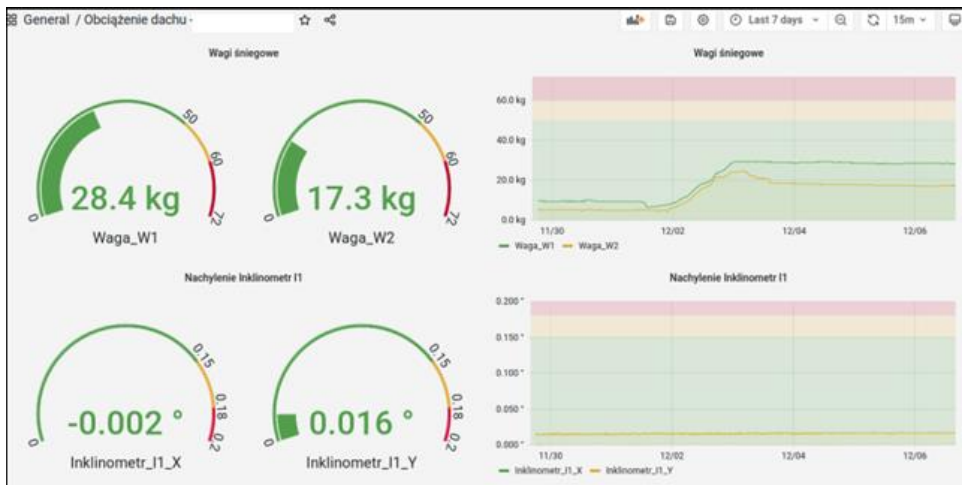 General / Obciążenie dachu -
Last 7 days
15m
Wagi śniegowe
0
50
60
72
28.4 kg
Waga_W1
0
50
60
72
17.3 kg
Waga_W2
Wagi śniegowe
60.0 kg
40.0 kg
20.0 kg
0.0 kg
11/30 12/02 12/04 12/06
Waga_W1 Waga_W2
Nachylenie Inklinometr I1
0
0.15
0.18
0.2
-0.002 °
Inklinometr_I1_X
0
0.15
0.18
0.2
0.016 °
Inklinometr_I1_Y
Nachylenie Inklinometr I1
0.200 °
0.150 °
0.100 °
0.050 °
0.000 °
11/30 12/02 12/04 12/06
Inklinometr_I1_X Inklinometr_I1_Y